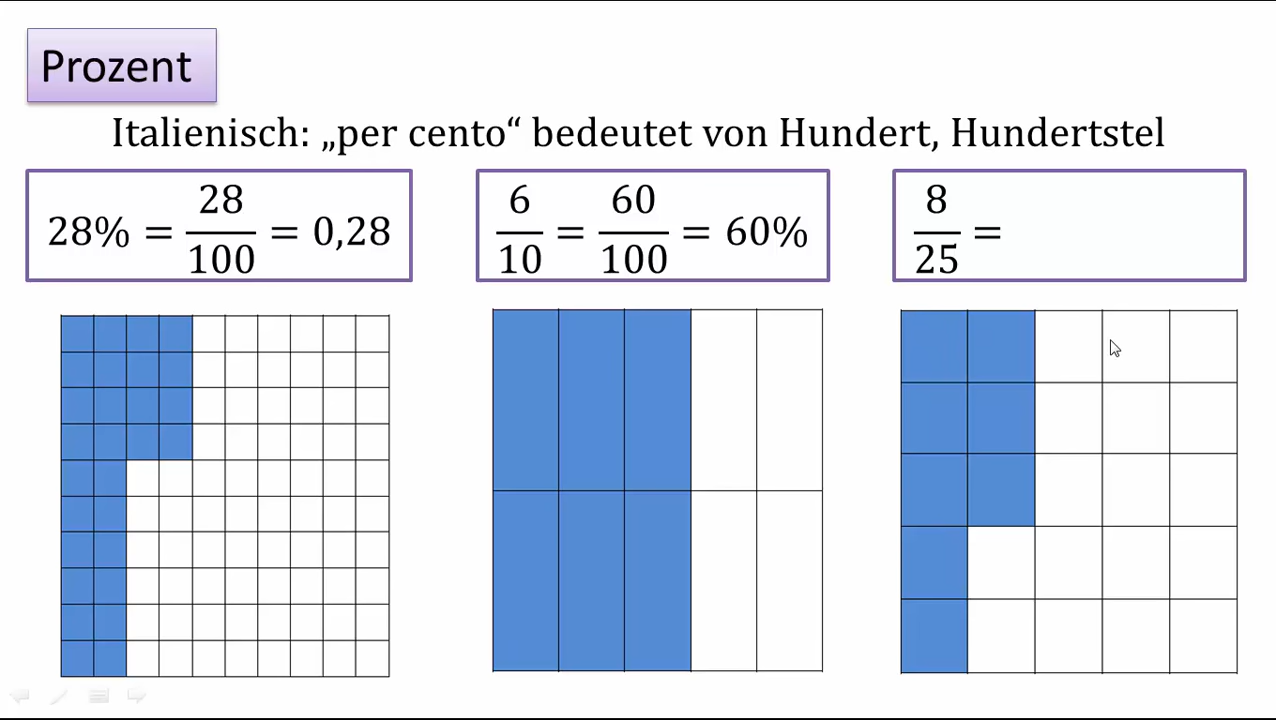 Prozent
Italienisch: „per cento“ bedeutet von Hundert, Hundertstel
28% = 28/100 = 0,28
6/10 = 60/100 = 60%
8/25 =